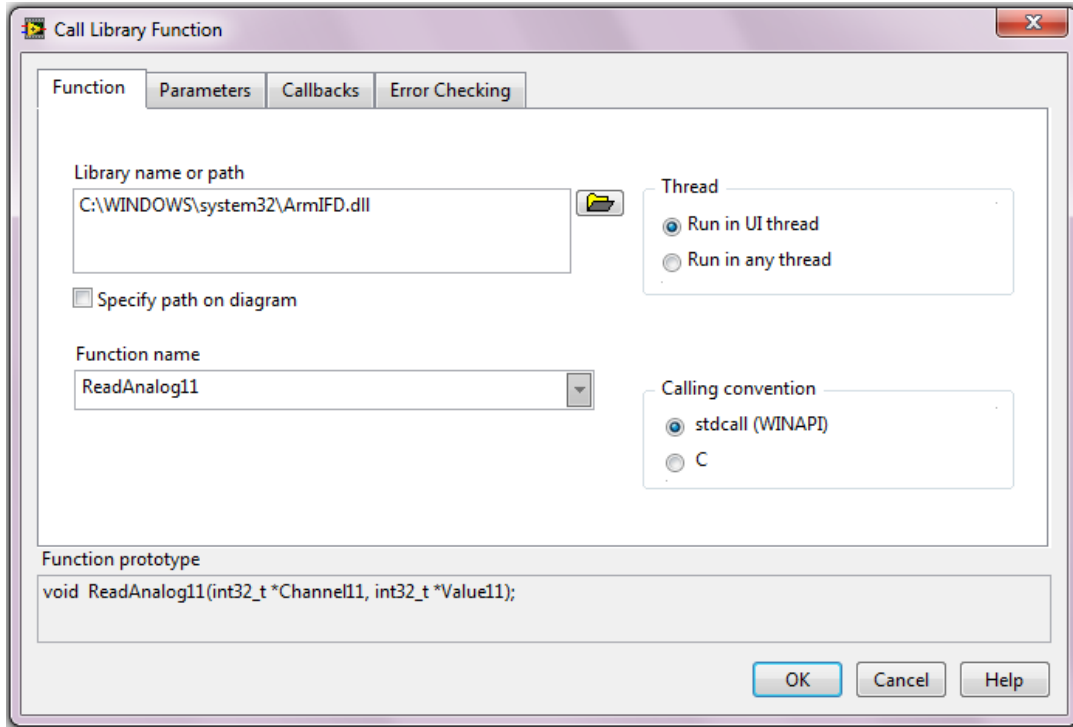 Call Library Function
Function Parameters Callbacks Error Checking
Library name or path
C:\WINDOWS\system32\ArmIFD.dll
Specify path on diagram
Function name
ReadAnalog11
Thread
Run in UI thread
Run in any thread
Calling convention
stdcall (WINAPI)
C
Function prototype
void  ReadAnalog11(int32_t *Channel11, int32_t *Value11);
OK Cancel Help